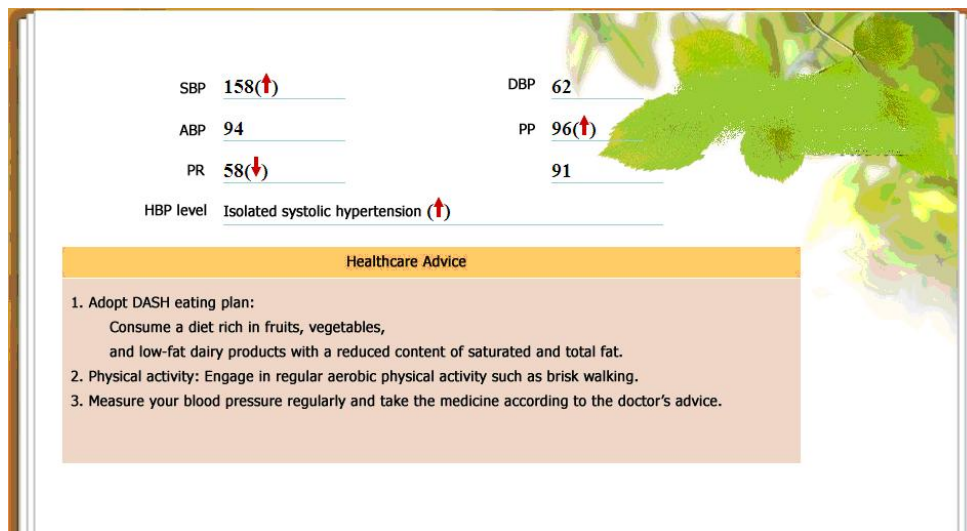 SBP 158(↑) DBP 62
ABP 94 PP 96(↑)
PR 58(↓) 91
HBP level Isolated systolic hypertension (↑)
Healthcare Advice
1. Adopt DASH eating plan:
Consume a diet rich in fruits, vegetables,
and low-fat dairy products with a reduced content of saturated and total fat.
2. Physical activity: Engage in regular aerobic physical activity such as brisk walking.
3. Measure your blood pressure regularly and take the medicine according to the doctor's advice.